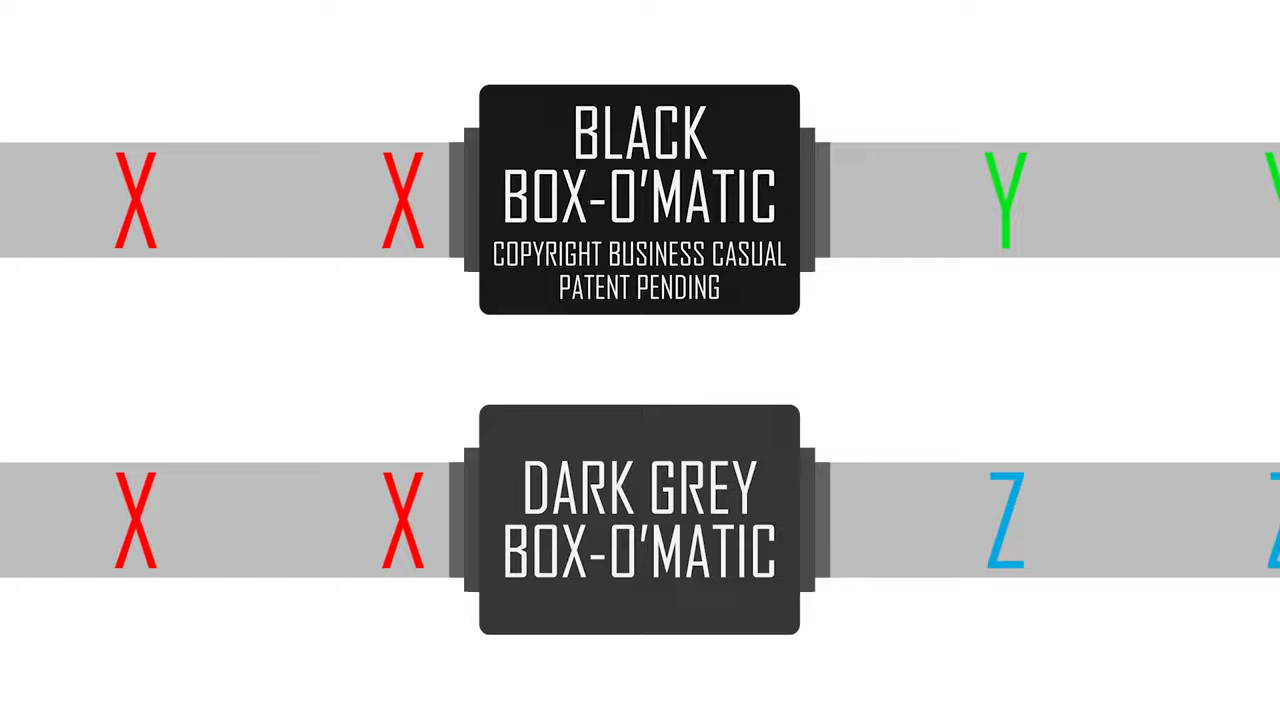 X X BLACK Y Y
BOX-O'MATIC
COPYRIGHT BUSINESS CASUAL
PATENT PENDING
X X DARK GREY Z Z
BOX-O'MATIC